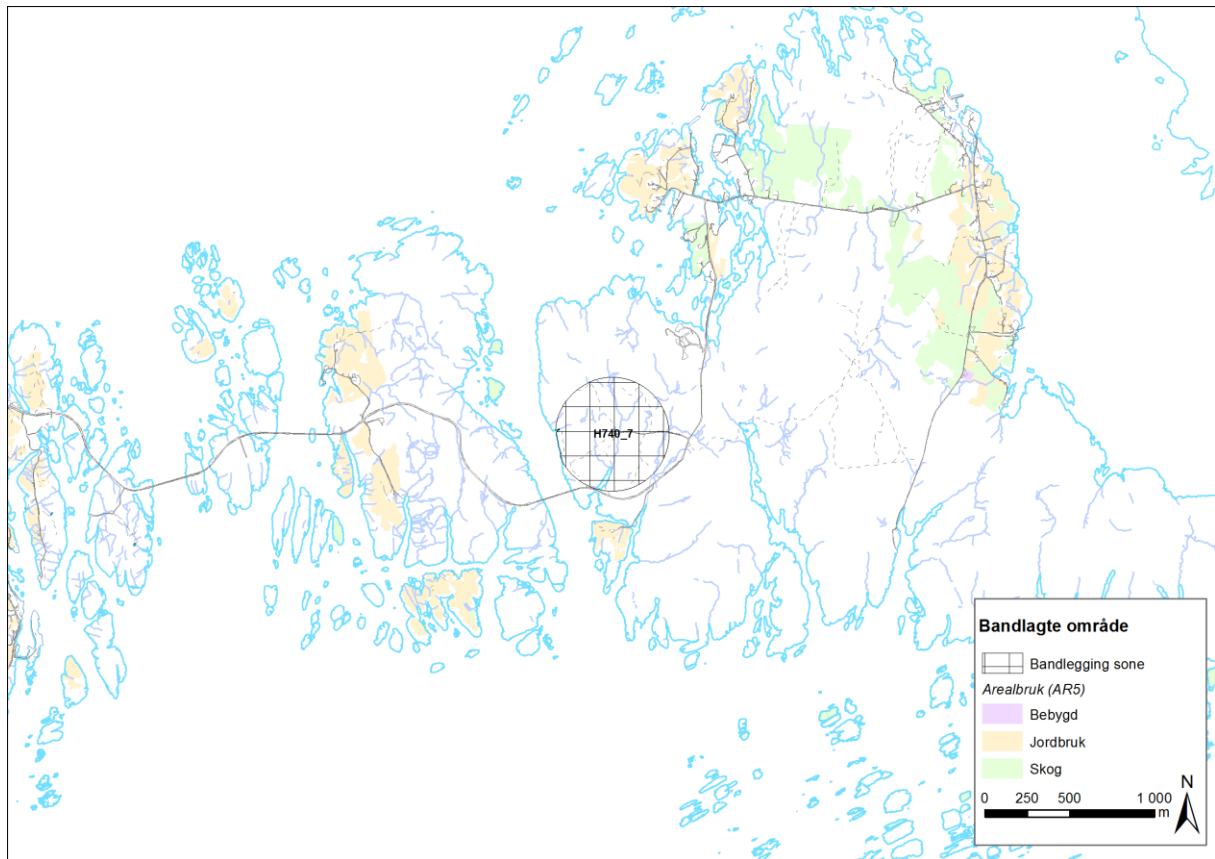 H740_7
Bandlagte område
Bandlegging sone
Arealbruk (AR5)
Bebygd
Jordbruk
Skog
N
0 250 500 1 000
m